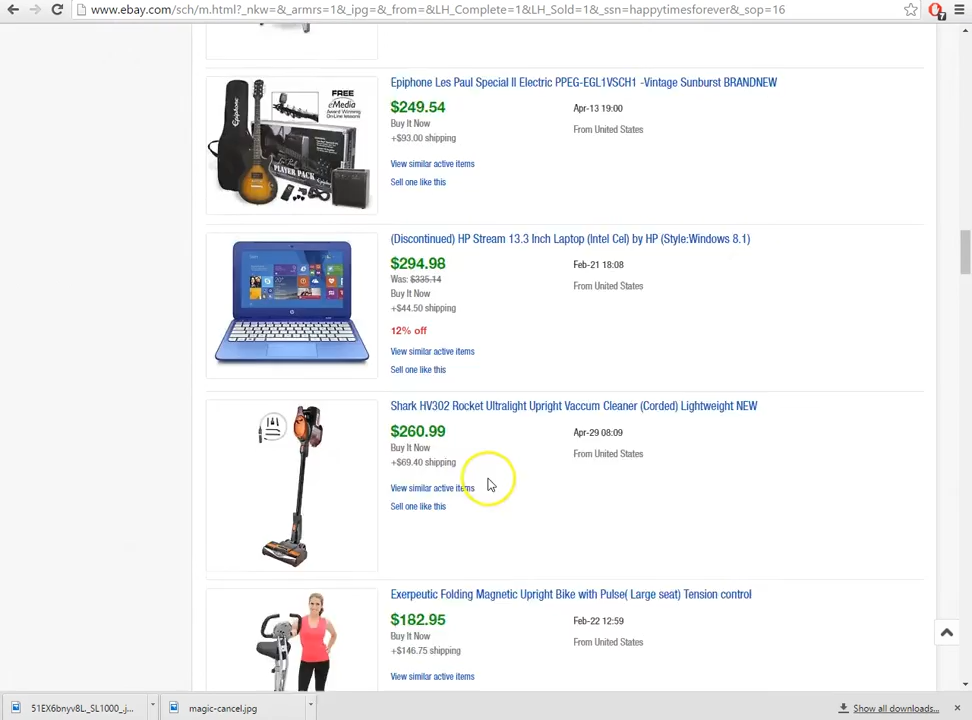 www.ebay.com/sch/m.html?_nkw=&_armrs=1&_ipg=&_from=&LH_Complete=1&LH_Sold=1&_ssn=happytimesforever&_sop=16
7
Epiphone Les Paul Special II Electric PPEG-EGL1VSCH1 -Vintage Sunburst BRANDNEW
FREE
eMedia
PLAYER PACK
$249.54
Apr-13 19:00
Buy It Now
From United States
+$93.00 shipping
View similar active items
Sell one like this
(Discontinued) HP Stream 13.3 Inch Laptop (Intel Cel) by HP (Style:Windows 8.1)
$294.98
Feb-21 18:08
Was: $335.14
From United States
Buy It Now
+$44.50 shipping
12% off
View similar active items
Sell one like this
Shark HV302 Rocket Ultralight Upright Vaccum Cleaner (Corded) Lightweight NEW
$260.99
Apr-29 08:09
Buy It Now
From United States
+$69.40 shipping
View similar active items
Sell one like this
Exerpeutic Folding Magnetic Upright Bike with Pulse( Large seat) Tension control
$182.95
Feb-22 12:59
Buy It Now
From United States
+$146.75 shipping
View similar active items
51EX6bnyv8L._SL1000_.j...
magic-cancel.jpg
Show all downloads...